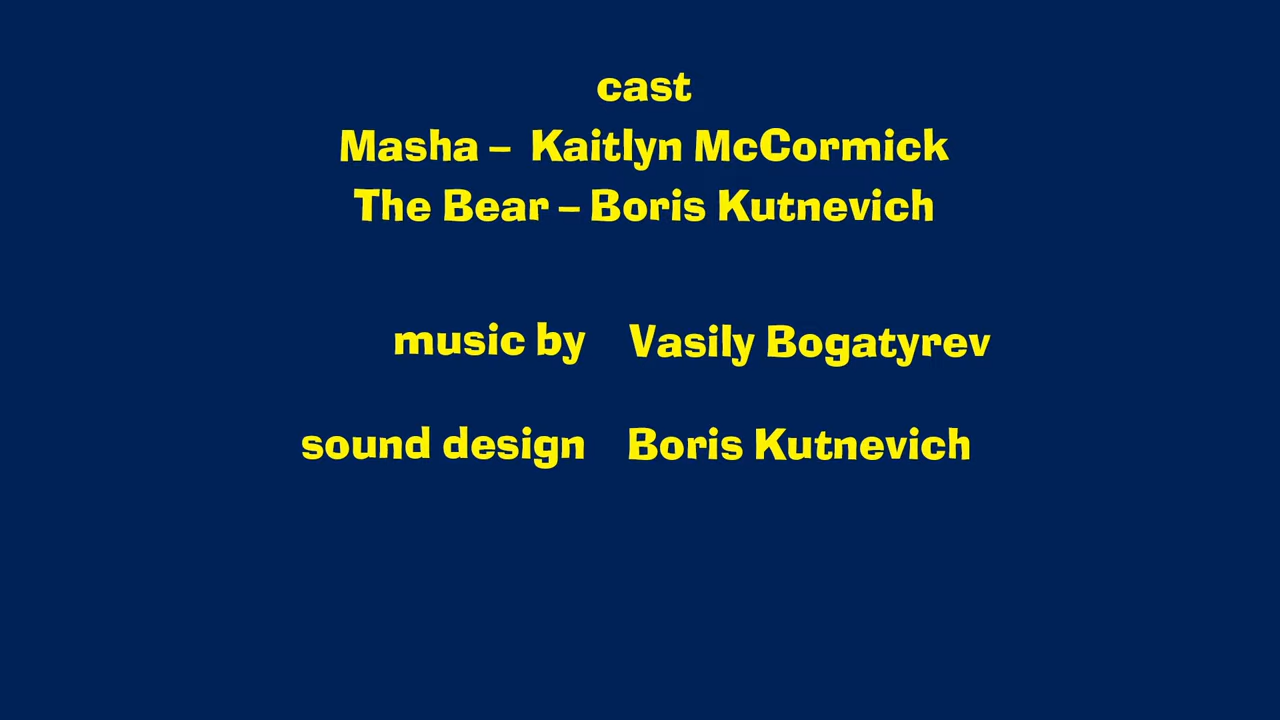 cast
Masha – Kaitlyn McCormick
The Bear – Boris Kutnevich
music by Vasily Bogatyrev
sound design Boris Kutnevich